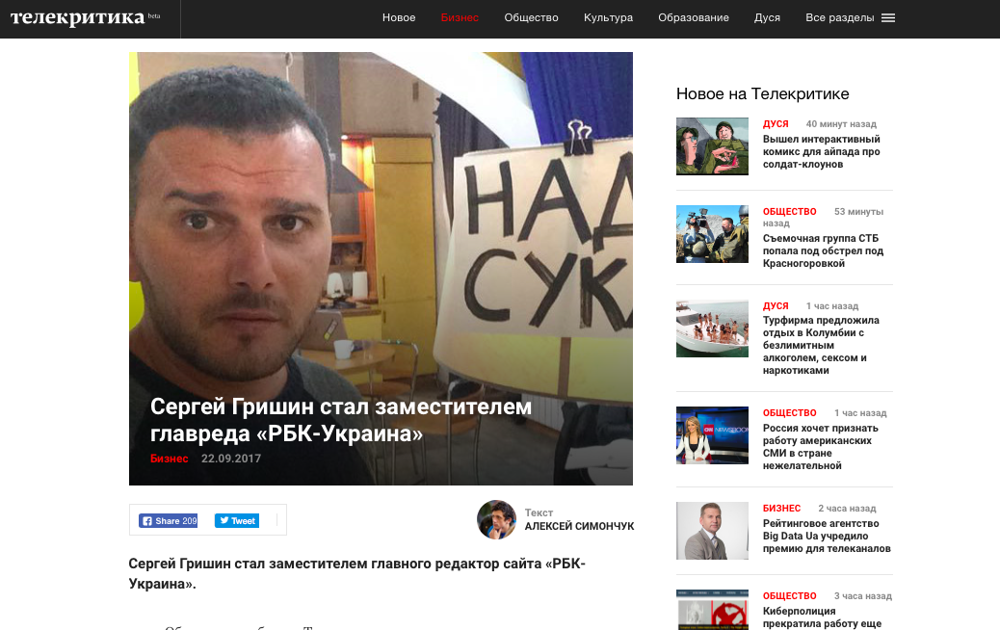 телекритика beta
Новое Бизнес Общество Культура Образование Дуся Все разделы
НАД
СУК
Сергей Гришин стал заместителем
главреда «РБК-Украина»
Бизнес 22.09.2017
Share 209 Tweet
Текст
АЛЕКСЕЙ СИМОНЧУК
Сергей Гришин стал заместителем главного редактор сайта «РБК-
Украина».
Новое на Телекритике
ДУСЯ 40 минут назад
Вышел интерактивный
комикс для айпада про
солдат-клоунов
ОБЩЕСТВО 53 минуты
назад
Съемочная группа СТБ
попала под обстрел под
Красногоровкой
ДУСЯ 1 час назад
Турфирма предложила
отдых в Колумбии с
безлимитным
алкоголем, сексом и
наркотиками
CNN NEWSROOM
ОБЩЕСТВО 1 час назад
Россия хочет признать
работу американских
СМИ в стране
нежелательной
БИЗНЕС 2 часа назад
Рейтинговое агентство
Big Data Ua учредило
премию для телеканалов
ОБЩЕСТВО 3 часа назад
Киберполиция
прекратила работу еще